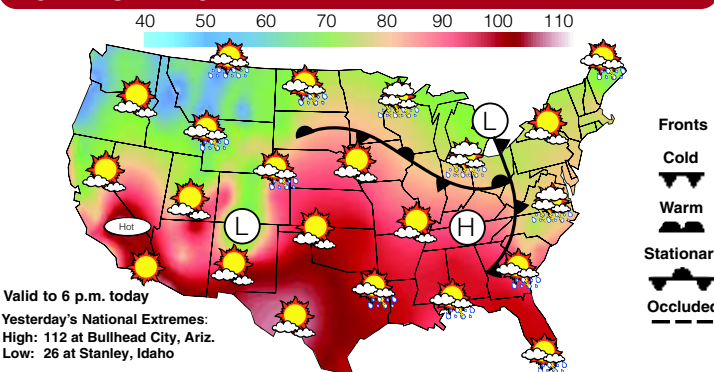 40 50 60 70 80 90 100 110
L
Fronts
Cold
Warm
Hot
L
H
Stationar
Occluded
Valid to 6 p.m. today
Yesterday's National Extremes:
High: 112 at Bullhead City, Ariz.
Low: 26 at Stanley, Idaho